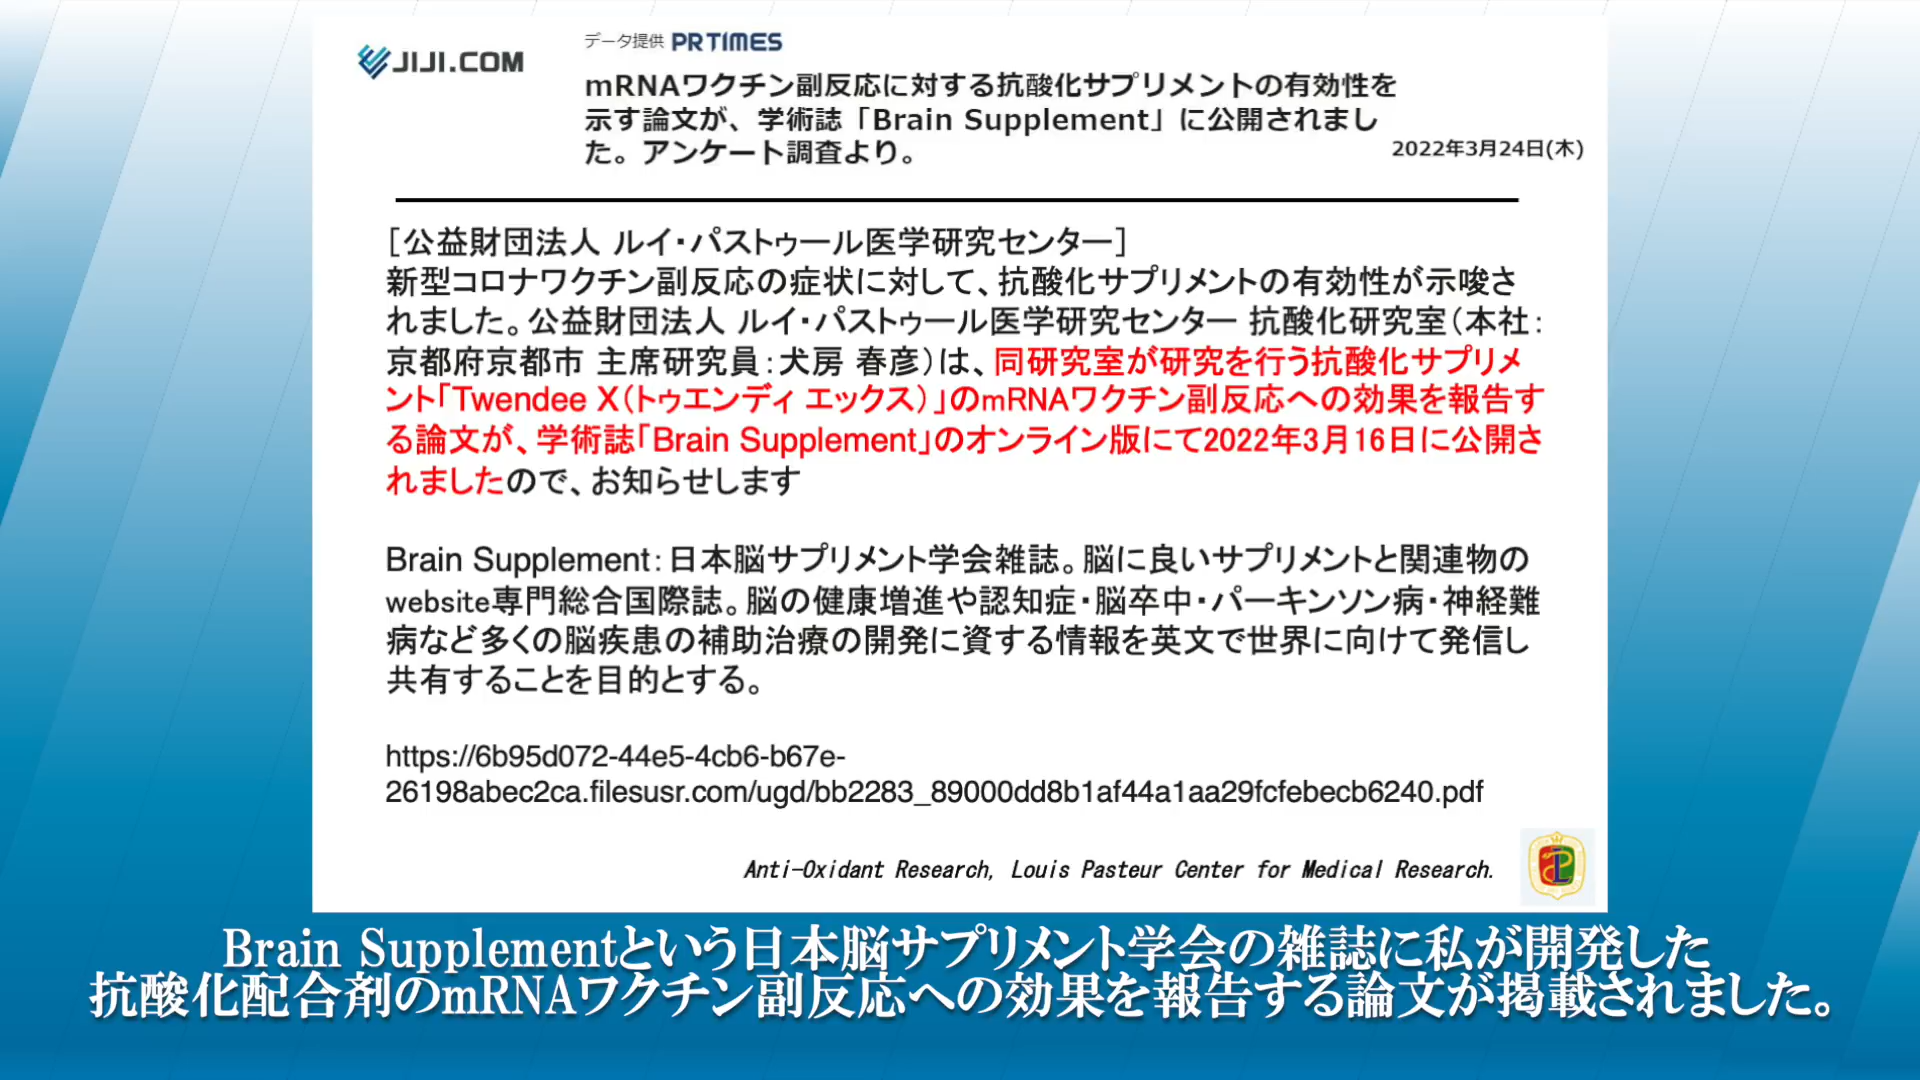 JIJI.COM
データ提供 PR TIMES
mRNAワクチン副反応に対する抗酸化サプリメントの有効性を
示す論文が、学術誌「Brain Supplement」に公開されまし
た。アンケート調査より。
2022年3月24日(木)
［公益財団法人 ルイ・パストゥール医学研究センター］
新型コロナワクチン副反応の症状に対して、抗酸化サプリメントの有効性が示唆さ
れました。公益財団法人 ルイ・パストゥール医学研究センター 抗酸化研究室（本社：
京都府京都市 主席研究員：犬房 春彦）は、同研究室が研究を行う抗酸化サプリメ
ント「Twendee X（トゥエンディ エックス）」のmRNAワクチン副反応への効果を報告す
る論文が、学術誌「Brain Supplement」のオンライン版にて2022年3月16日に公開さ
れましたので、お知らせします
Brain Supplement：日本脳サプリメント学会雑誌。脳に良いサプリメントと関連物の
website専門総合国際誌。脳の健康増進や認知症・脳卒中・パーキンソン病・神経難
病など多くの脳疾患の補助治療の開発に資する情報を英文で世界に向けて発信し
共有することを目的とする。
https://6b95d072-44e5-4cb6-b67e-
26198abec2ca.filesusr.com/ugd/bb2283_89000dd8b1af44a1aa29fcfebecb6240.pdf
Anti-Oxidant Research, Louis Pasteur Center for Medical Research.
Brain Supplementという日本脳サプリメント学会の雑誌に私が開発した
抗酸化配合剤のmRNAワクチン副反応への効果を報告する論文が掲載されました。